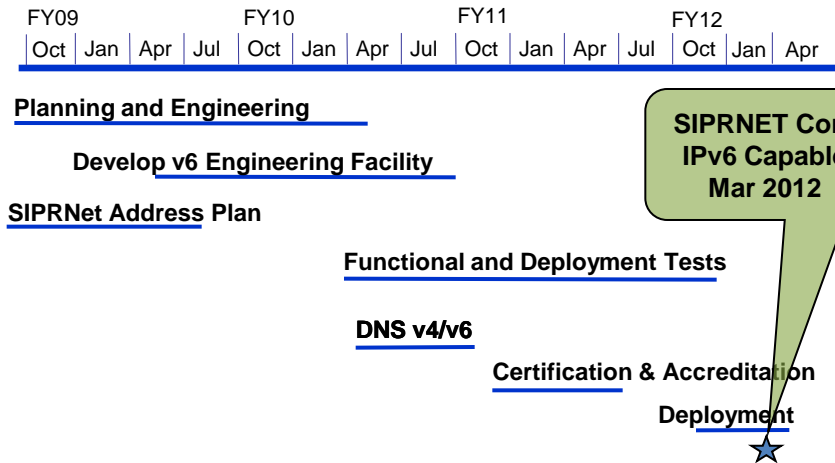 FY09 FY10 FY11 FY12
Oct Jan Apr Jul Oct Jan Apr Jul Oct Jan Apr Jul Oct Jan Apr
Planning and Engineering
SIPRNET
IPv6
Mar 2012
Develop v6 Engineering Facility
SIPRNet Address Plan
Functional and Deployment Tests
DNS v4/v6
Certification & Accreditation
Deployment